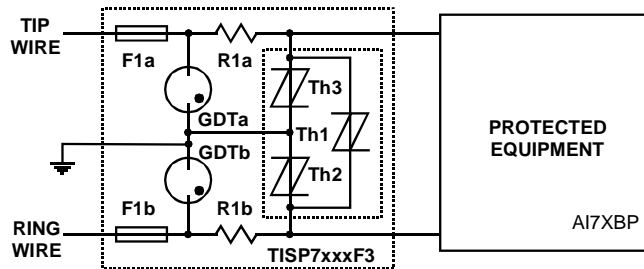 TIP
WIRE
F1a
R1a
Th3
GDTa
Th1
PROTECTED
EQUIPMENT
GDTb
Th2
F1b
R1b
AI7XBP
RING
WIRE
TISP7xxxF3